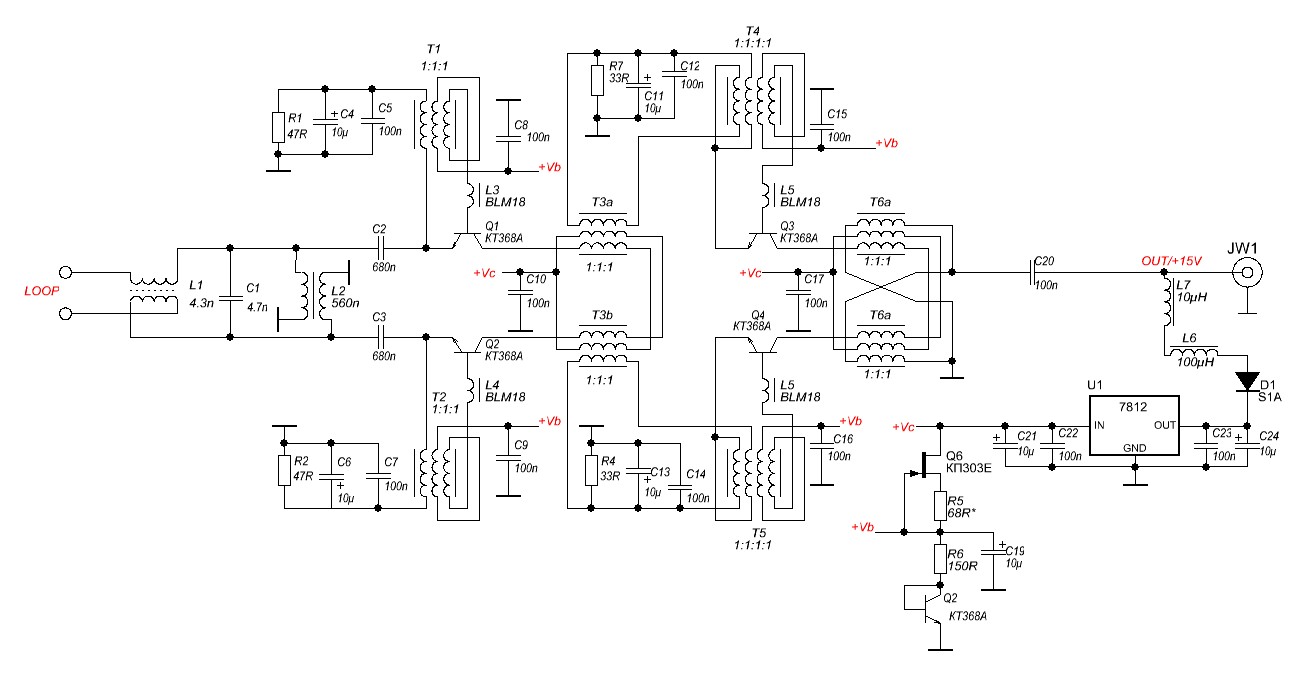 T1
1:1:1
R1
47R
C4
10µ
C5
100n
C8
100n
+Vb
L3
BLM18
Q1
КТ368А
C2
680n
LOOP
L1
4.3n
C1
4.7n
L2
560n
C3
680n
Q2
КТ368А
L4
BLM18
T2
1:1:1
+Vb
C9
100n
R2
47R
C6
10µ
C7
100n
T4
1:1:1:1
R7
33R
C11
10µ
C12
100n
C15
100n
+Vb
L5
BLM18
Q3
КТ368А
T3a
1:1:1
+Vc
C10
100n
T3b
1:1:1
+Vc
C17
100n
Q4
КТ368А
L5
BLM18
T6a
1:1:1
T6a
1:1:1
+Vb
C16
100n
R4
33R
C13
10µ
C14
100n
T5
1:1:1:1
C20
100n
OUT/+15V
JW1
L7
10µH
L6
100µH
D1
S1A
U1
7812
IN
OUT
GND
+Vc
C21
10µ
C22
100n
C23
100n
C24
10µ
Q6
КП303Е
R5
68R*
+Vb
R6
150R
C19
10µ
Q2
КТ368А